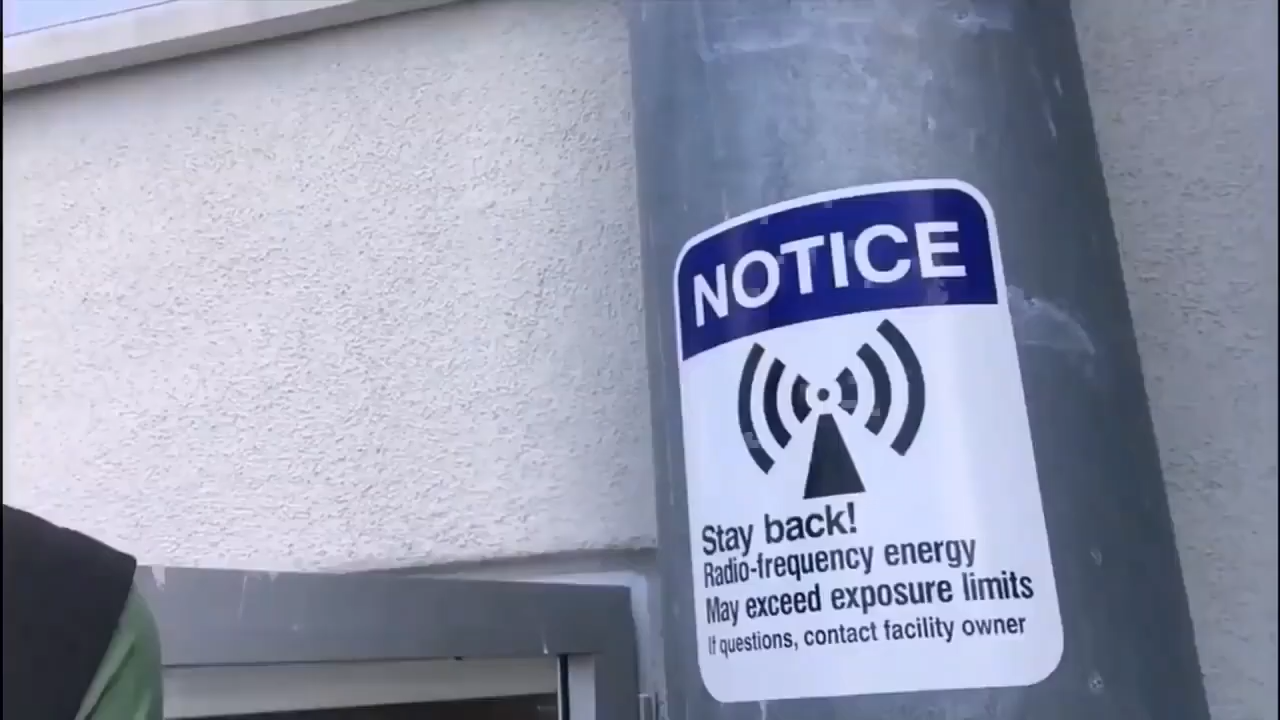 NOTICE
Stay back!
Radio-frequency energy
May exceed exposure limits
If questions, contact facility owner